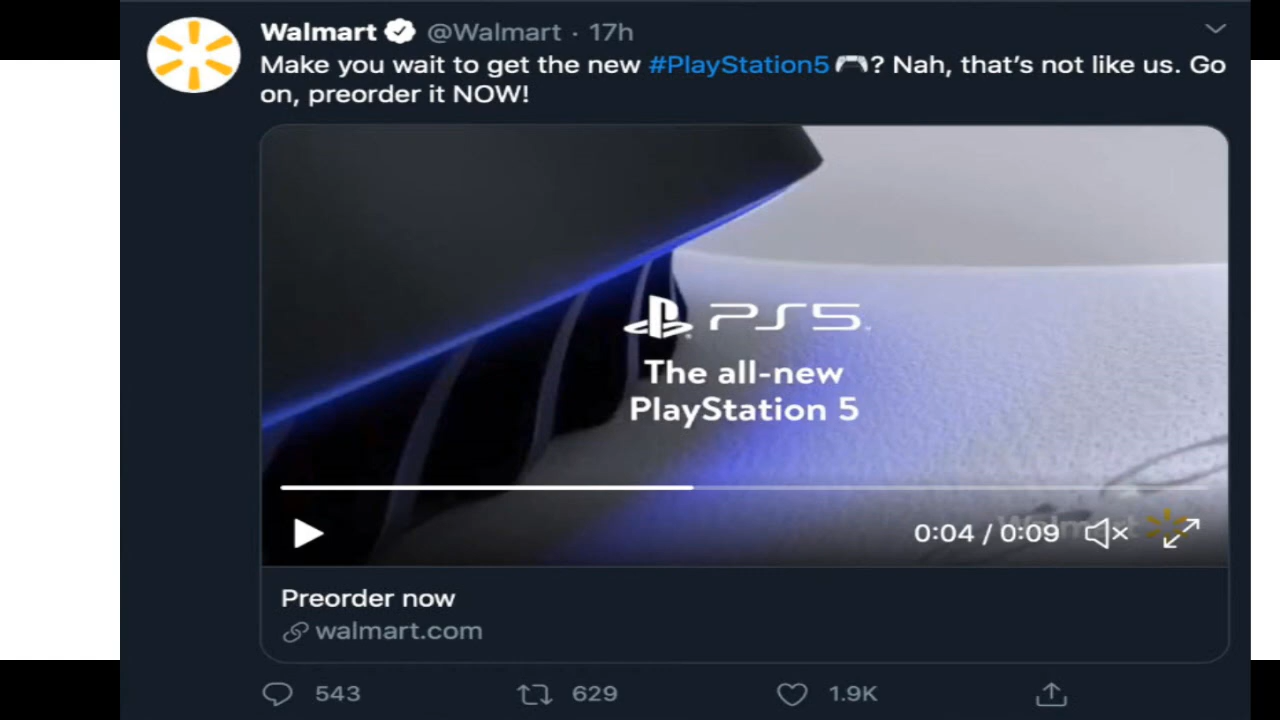 Walmart @Walmart · 17h
Make you wait to get the new #PlayStation5🎮? Nah, that's not like us. Go
on, preorder it NOW!
PS5™
The all-new
PlayStation 5
0:04 / 0:09
Walmart
Preorder now
walmart.com
543 629 1.9K